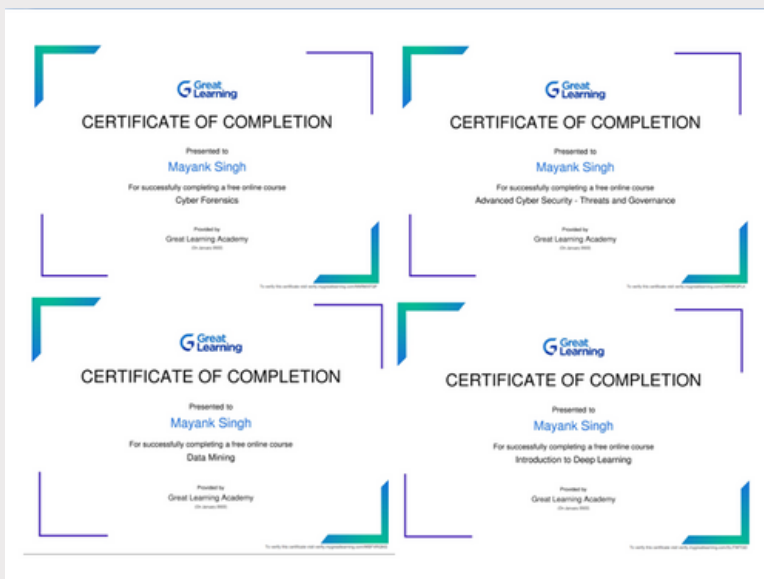 Great
Learning
CERTIFICATE OF COMPLETION
Presented to
Mayank Singh
For successfully completing a free online course
Cyber Forensics
Provided by
Great Learning Academy
Great
Learning
CERTIFICATE OF COMPLETION
Presented to
Mayank Singh
For successfully completing a free online course
Advanced Cyber Security - Threats and Governance
Provided by
Great Learning Academy
Great
Learning
CERTIFICATE OF COMPLETION
Presented to
Mayank Singh
For successfully completing a free online course
Data Mining
Provided by
Great Learning Academy
Great
Learning
CERTIFICATE OF COMPLETION
Presented to
Mayank Singh
For successfully completing a free online course
Introduction to Deep Learning
Provided by
Great Learning Academy